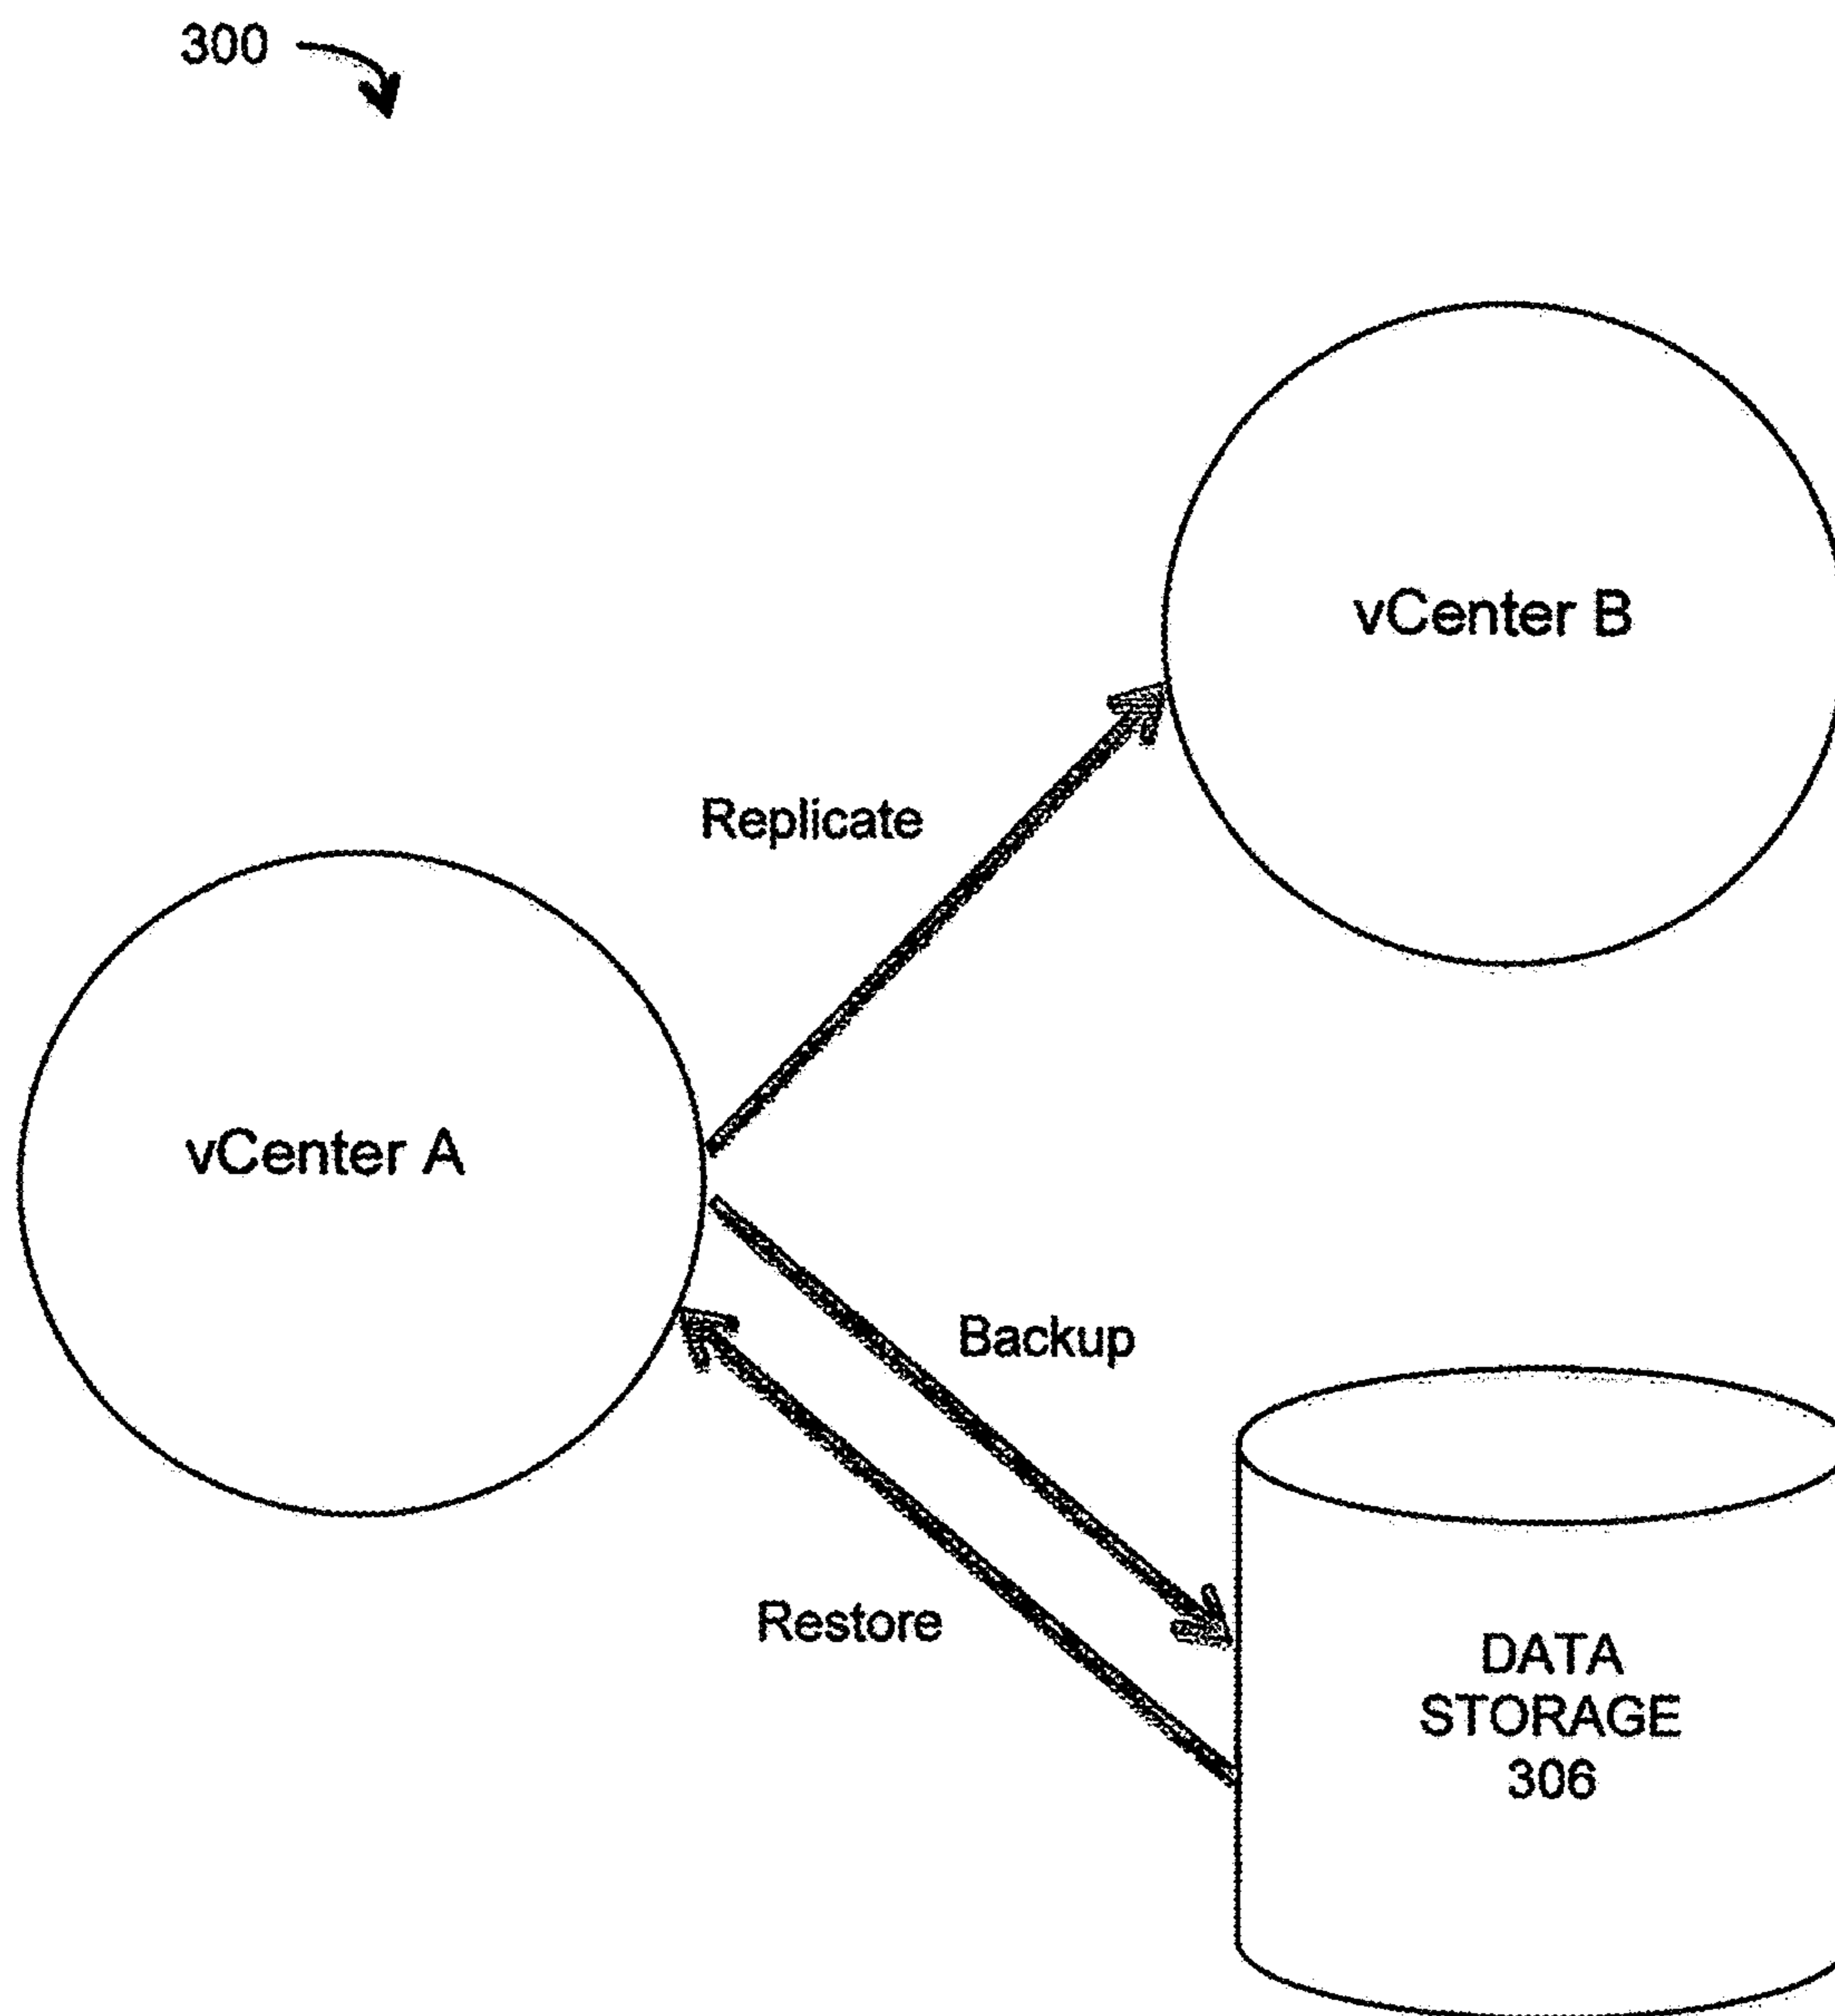 300
vCenter B
Replicate
vCenter A
Backup
Restore
DATA
STORAGE
306